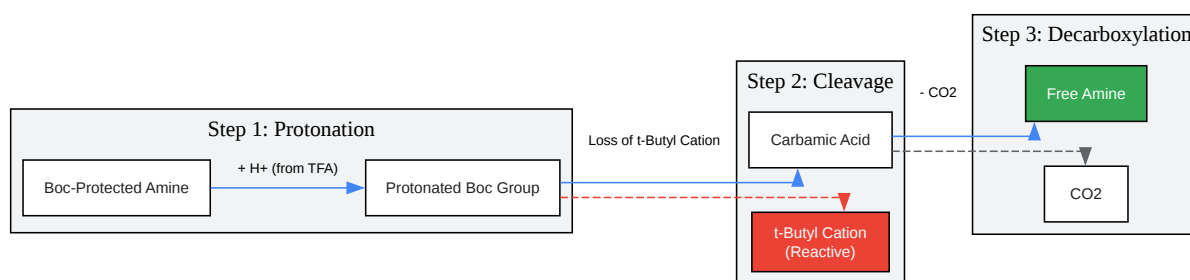 Step 1: Protonation
Boc-Protected Amine
+ H+ (from TFA)
Protonated Boc Group
Loss of t-Butyl Cation
Step 2: Cleavage
Carbamic Acid
t-Butyl Cation
(Reactive)
- CO2
Step 3: Decarboxylation
Free Amine
CO2